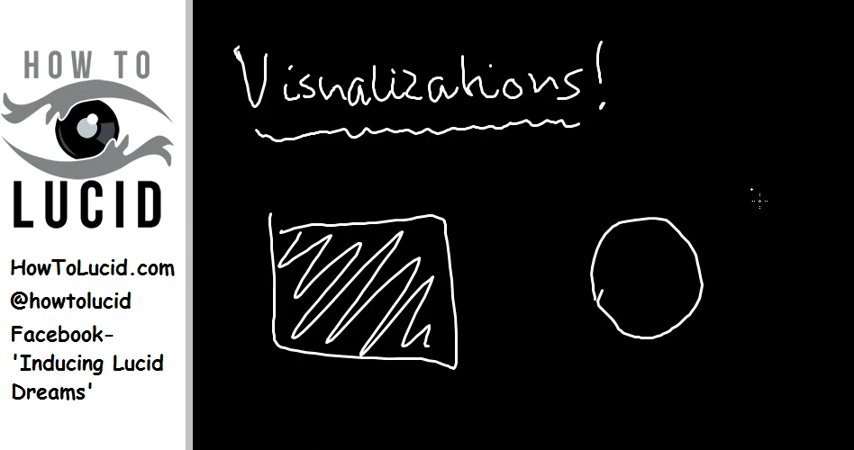 HOW TO
LUCID
HowToLucid.com
@howtolucid
Facebook-
'Inducing Lucid
Dreams'
Visualizations!